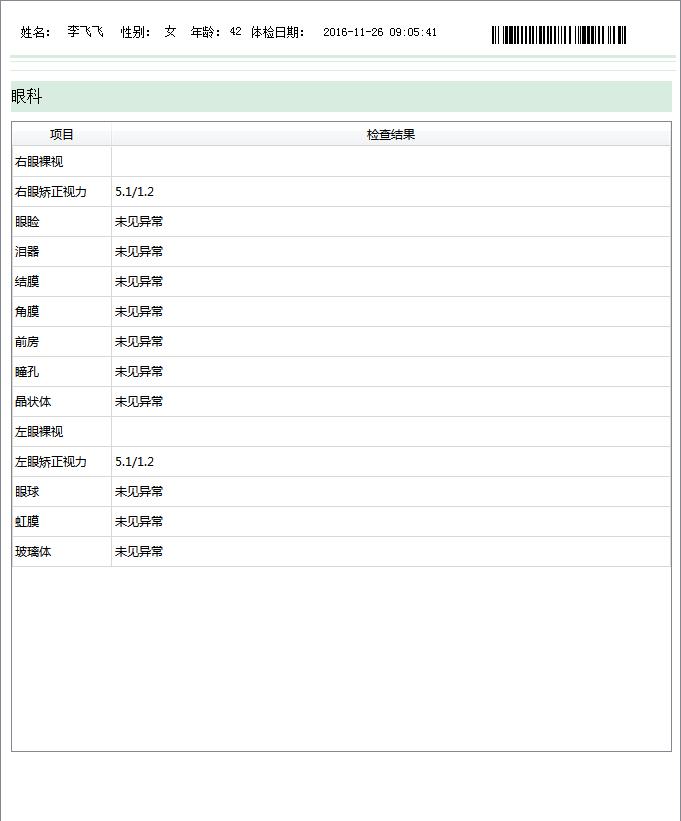 姓名： 李飞飞 性别： 女 年龄：42 体检日期： 2016-11-26 09:05:41
眼科
项目 检查结果
右眼裸视
右眼矫正视力 5.1/1.2
眼睑 未见异常
泪器 未见异常
结膜 未见异常
角膜 未见异常
前房 未见异常
瞳孔 未见异常
晶状体 未见异常
左眼裸视
左眼矫正视力 5.1/1.2
眼球 未见异常
虹膜 未见异常
玻璃体 未见异常